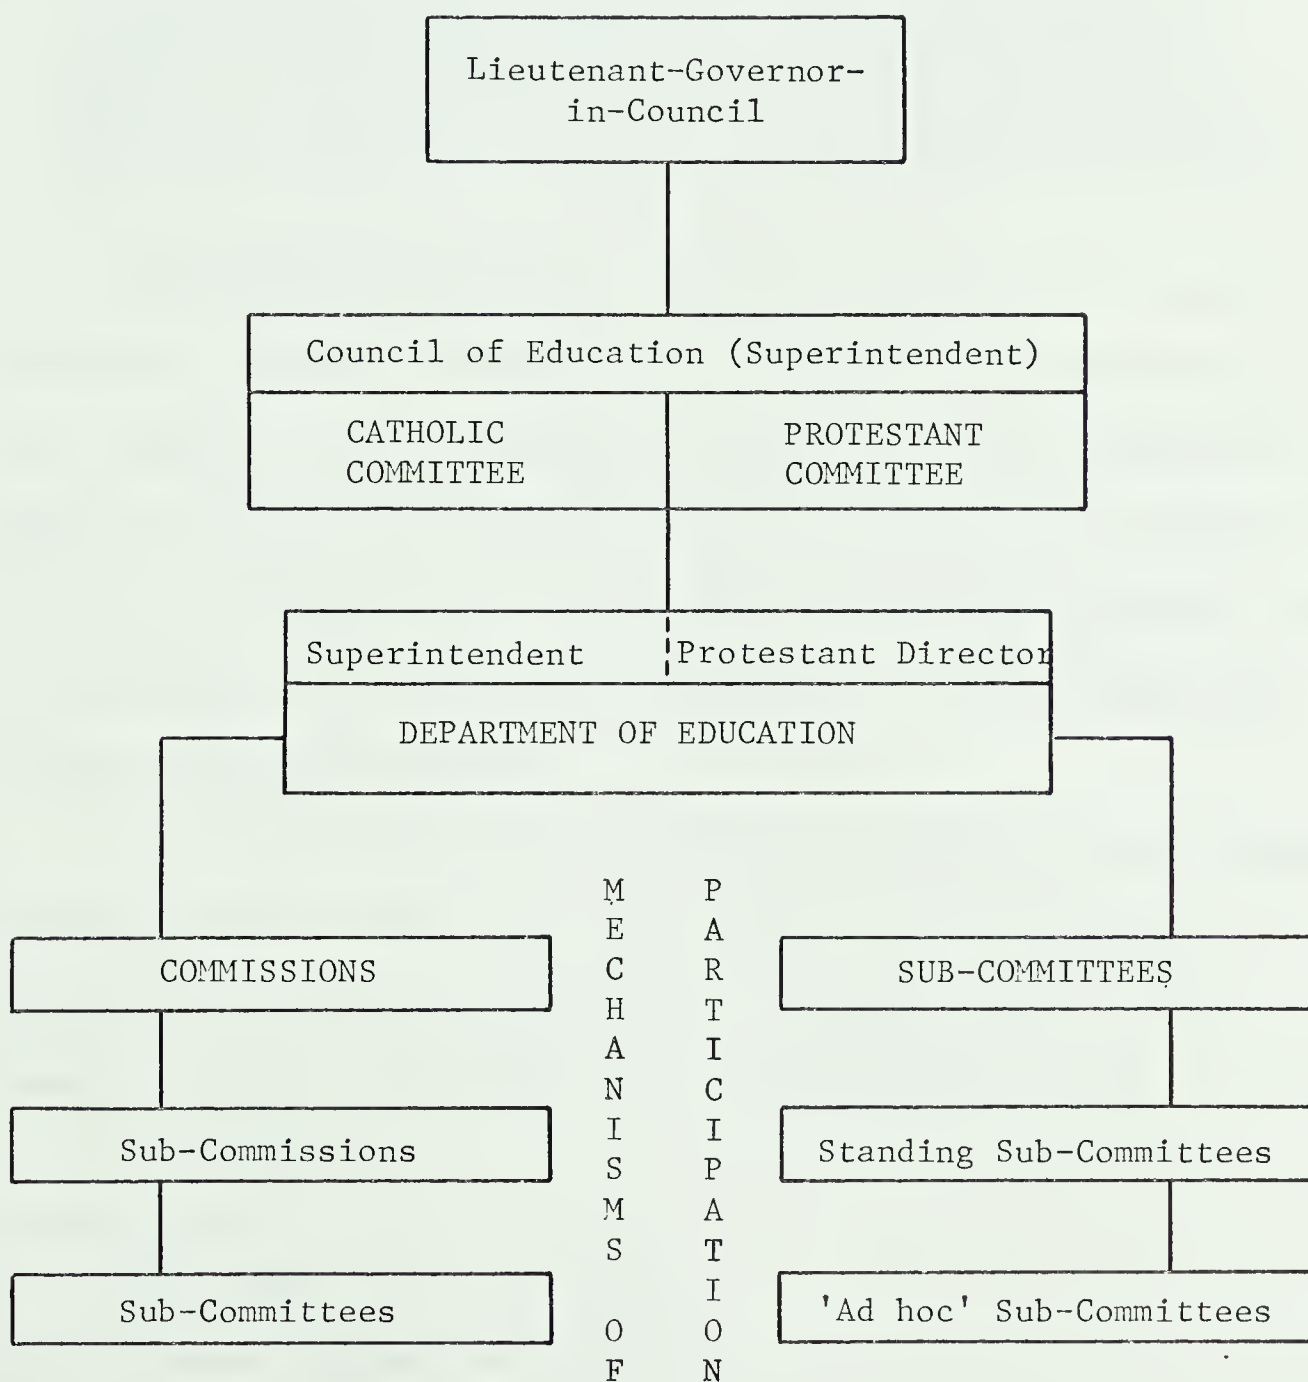 Lieutenant-Governor-
in-Council
Council of Education (Superintendent)
CATHOLIC
COMMITTEE
PROTESTANT
COMMITTEE
Superintendent
Protestant Director
DEPARTMENT OF EDUCATION
MECHANISMS OF
PARTICIPATION
COMMISSIONS
SUB-COMMITTEES
Sub-Commissions
Standing Sub-Committees
Sub-Committees
'Ad hoc' Sub-Committees